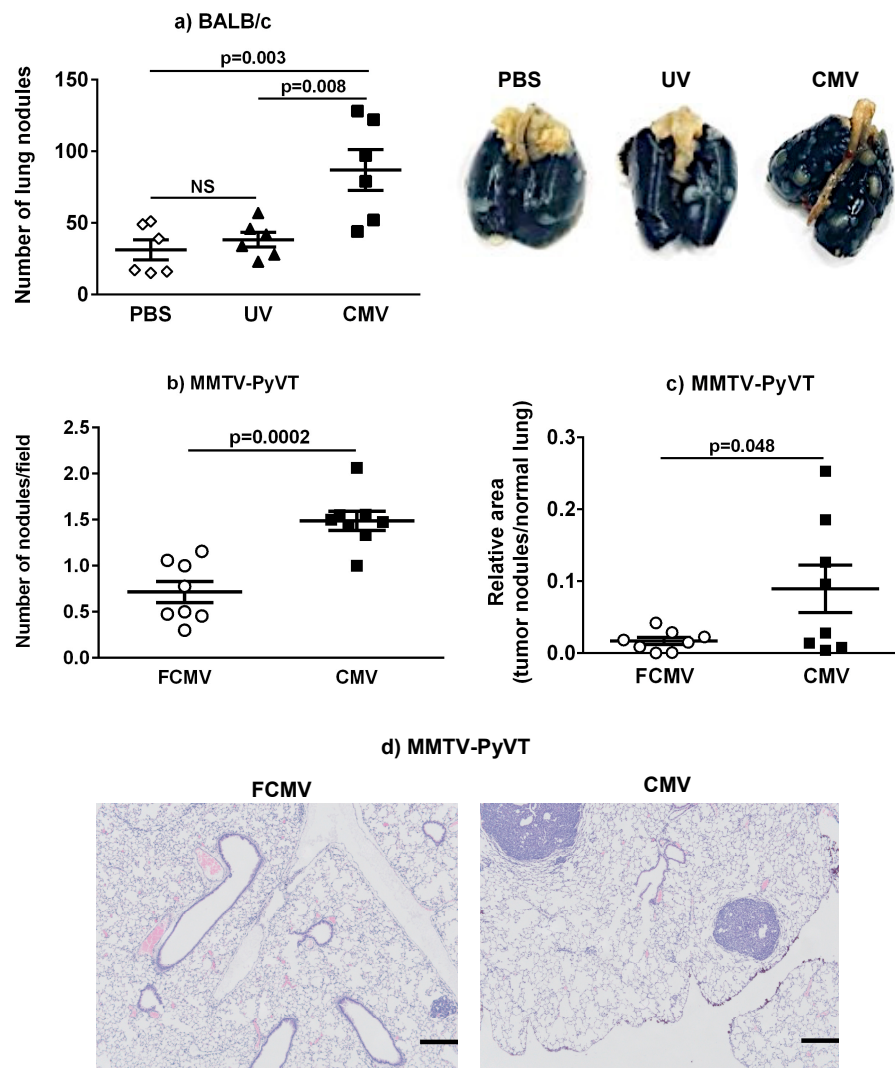 a) BALB/c
p=0.003
p=0.008
NS
Number of lung nodules
150
100
50
0
PBS
UV
CMV
PBS
UV
CMV
b) MMTV-PyVT
p=0.0002
Number of nodules/field
2.5
2.0
1.5
1.0
0.5
0.0
FCMV
CMV
c) MMTV-PyVT
p=0.048
Relative area
(tumor nodules/normal lung)
0.3
0.2
0.1
0.0
FCMV
CMV
d) MMTV-PyVT
FCMV
CMV